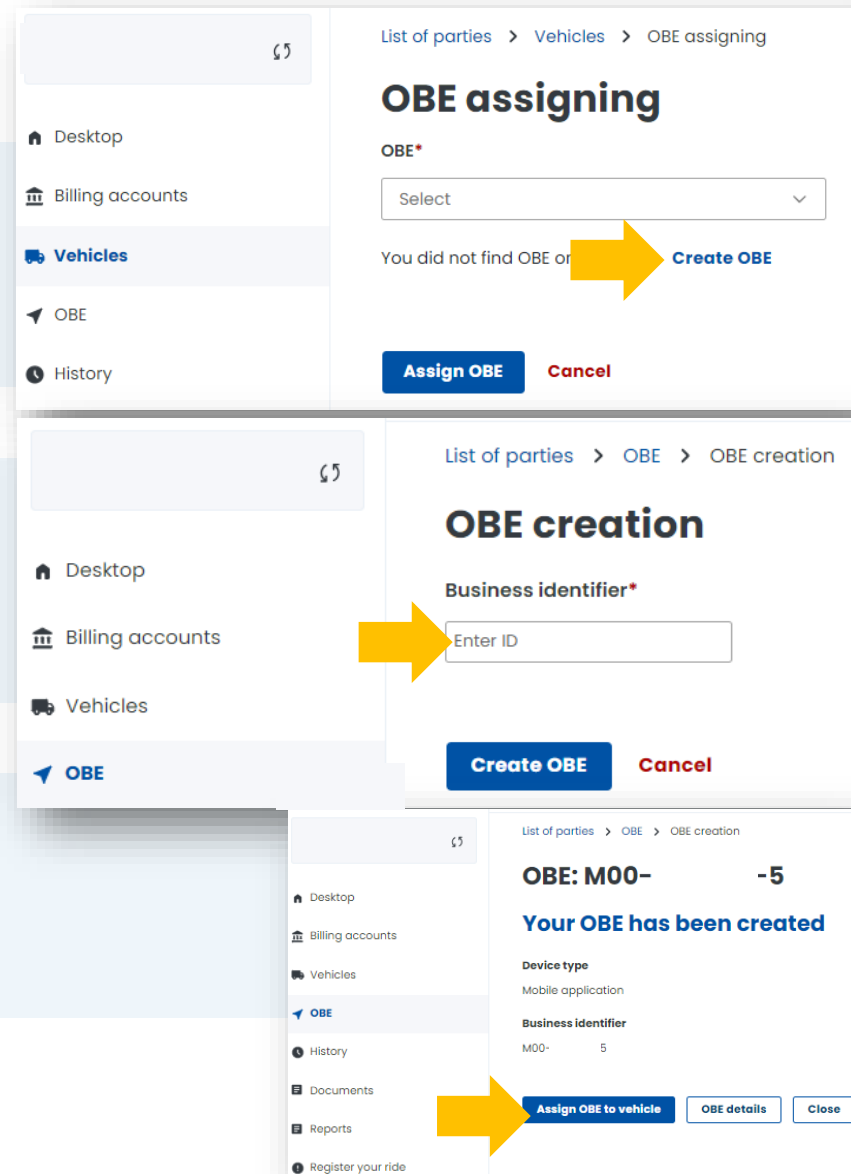 List of parties > Vehicles > OBE assigning
OBE assigning
Desktop
OBE*
Billing accounts
Select
Vehicles
You did not find OBE or
Create OBE
OBE
History
Assign OBE
Cancel
List of parties > OBE > OBE creation
OBE creation
Desktop
Business identifier*
Billing accounts
Enter ID
Vehicles
OBE
Create OBE
Cancel
List of parties > OBE > OBE creation
OBE: M00- -5
Desktop
Your OBE has been created
Billing accounts
Device type
Vehicles
Mobile application
OBE
Business identifier
History
M00- 5
Documents
Assign OBE to vehicle
OBE details
Close
Reports
Register your ride